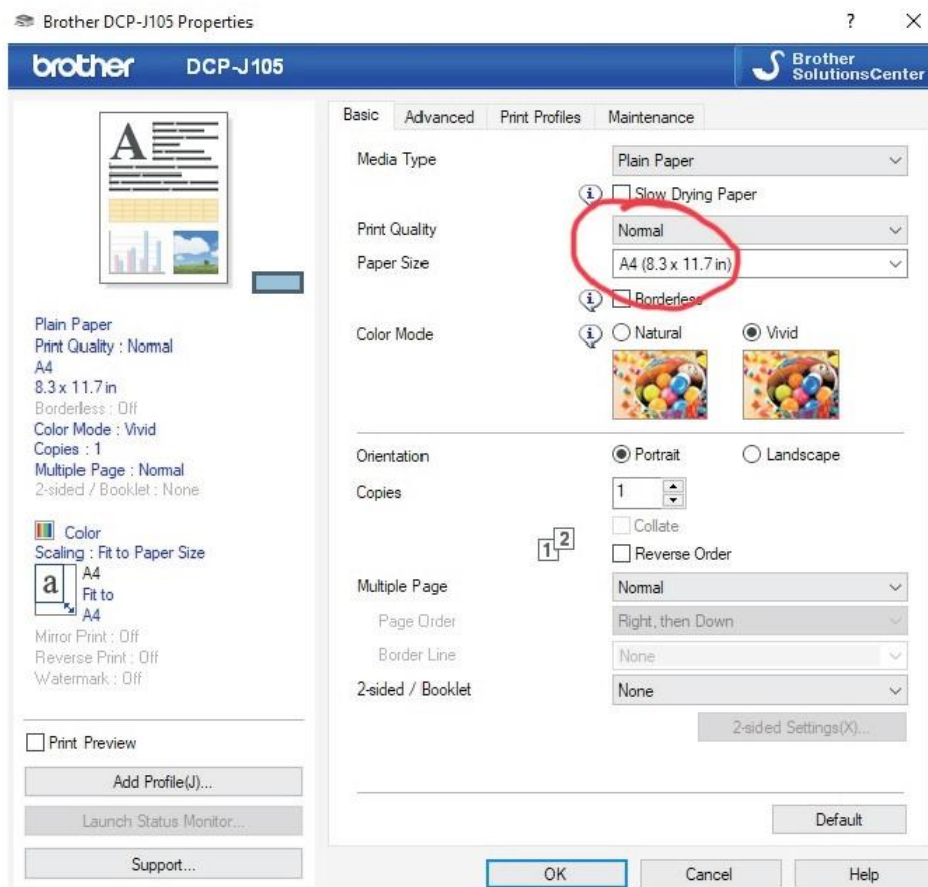 Brother DCP-J105 Properties ? X
brother DCP-J105 Brother SolutionsCenter
A
Plain Paper
Print Quality : Normal
A4
8.3 x 11.7 in
Borderless : Off
Color Mode : Vivid
Copies : 1
Multiple Page : Normal
2-sided / Booklet : None
Color
Scaling : Fit to Paper Size
a A4
Fit to
A4
Mirror Print : Off
Reverse Print : Off
Watermark : Off
Print Preview
Add Profile(J)...
Launch Status Monitor...
Support...
Basic Advanced Print Profiles Maintenance
Media Type Plain Paper
Slow Drying Paper
Print Quality Normal
Paper Size A4 (8.3 x 11.7 in)
Borderless
Color Mode Natural Vivid
Orientation Portrait Landscape
Copies 1
Collate
1 2 Reverse Order
Multiple Page Normal
Page Order Right, then Down
Border Line None
2-sided / Booklet None
2-sided Settings(X)...
Default
OK Cancel Help